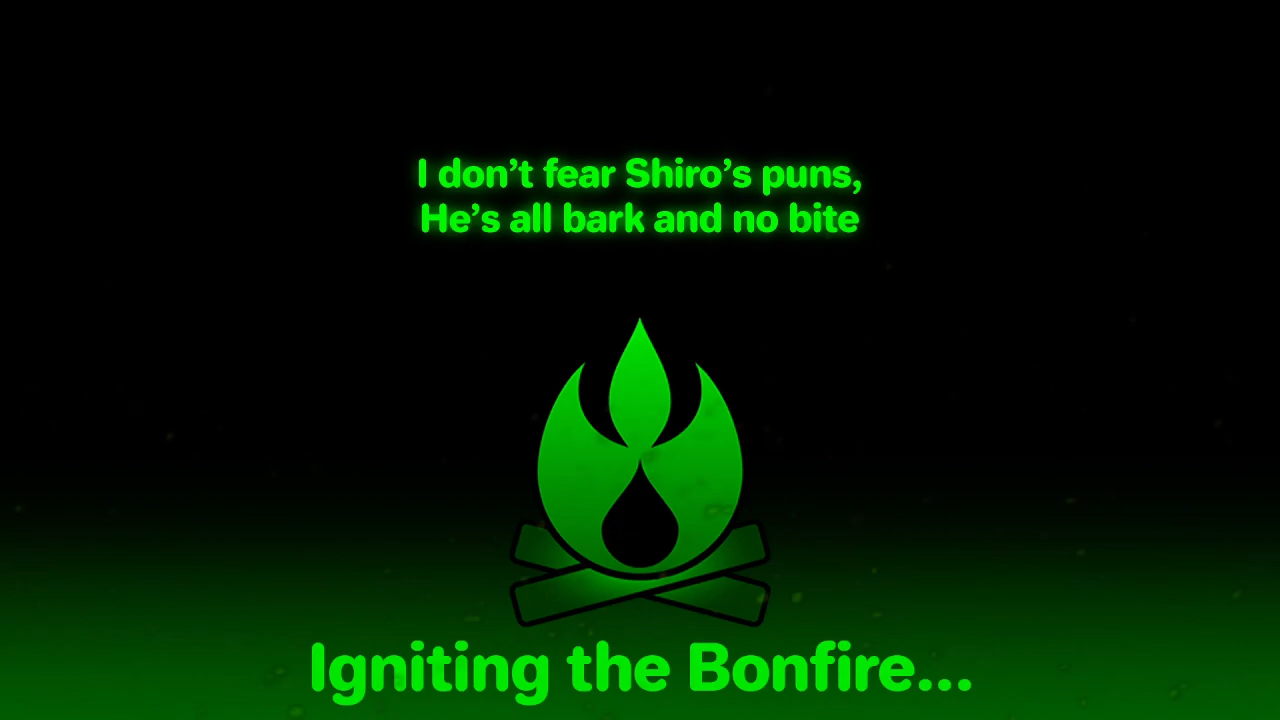 I don’t fear Shiro’s puns,
He’s all bark and no bite
Igniting the Bonfire...